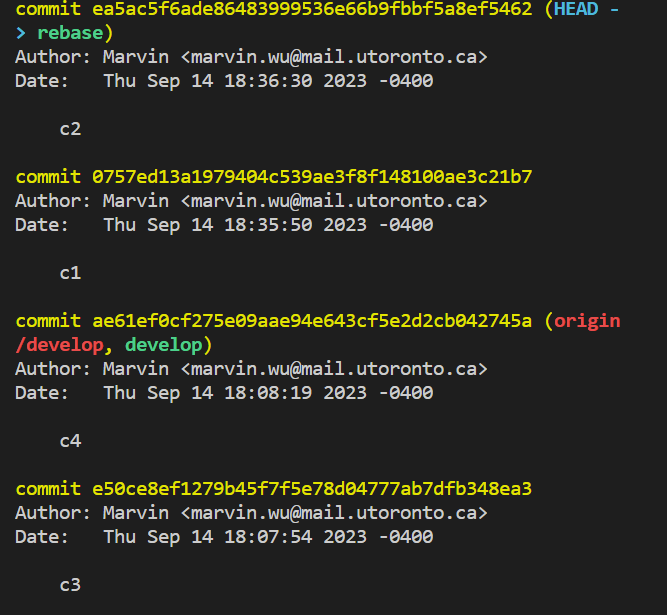 commit ea5ac5f6ade86483999536e66b9fbbf5a8ef5462 (HEAD -
> rebase)
Author: Marvin <marvin.wu@mail.utoronto.ca>
Date:   Thu Sep 14 18:36:30 2023 -0400
c2
commit 0757ed13a1979404c539ae3f8f148100ae3c21b7
Author: Marvin <marvin.wu@mail.utoronto.ca>
Date:   Thu Sep 14 18:35:50 2023 -0400
c1
commit ae61ef0cf275e09aae94e643cf5e2d2cb042745a (origin
/develop, develop)
Author: Marvin <marvin.wu@mail.utoronto.ca>
Date:   Thu Sep 14 18:08:19 2023 -0400
c4
commit e50ce8ef1279b45f7f5e78d04777ab7dfb348ea3
Author: Marvin <marvin.wu@mail.utoronto.ca>
Date:   Thu Sep 14 18:07:54 2023 -0400
c3